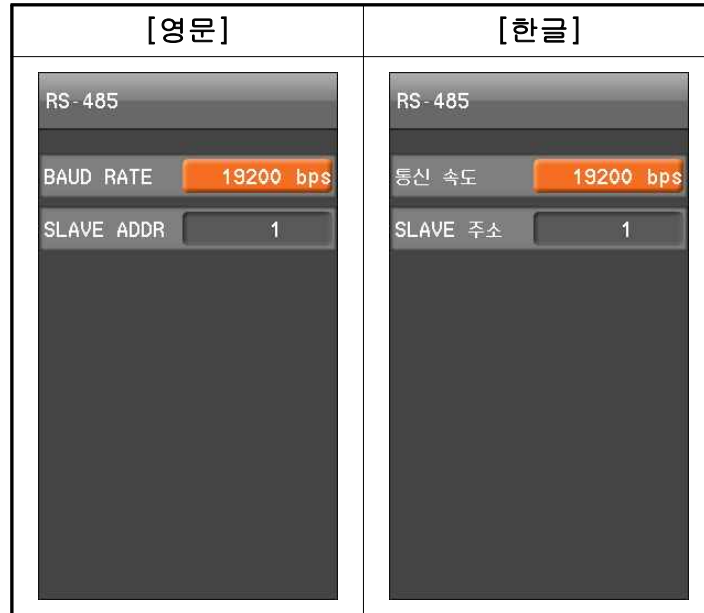 [영문]
[한글]
RS-485
BAUD RATE 19200 bps
SLAVE ADDR 1
RS-485
통신 속도 19200 bps
SLAVE 주소 1